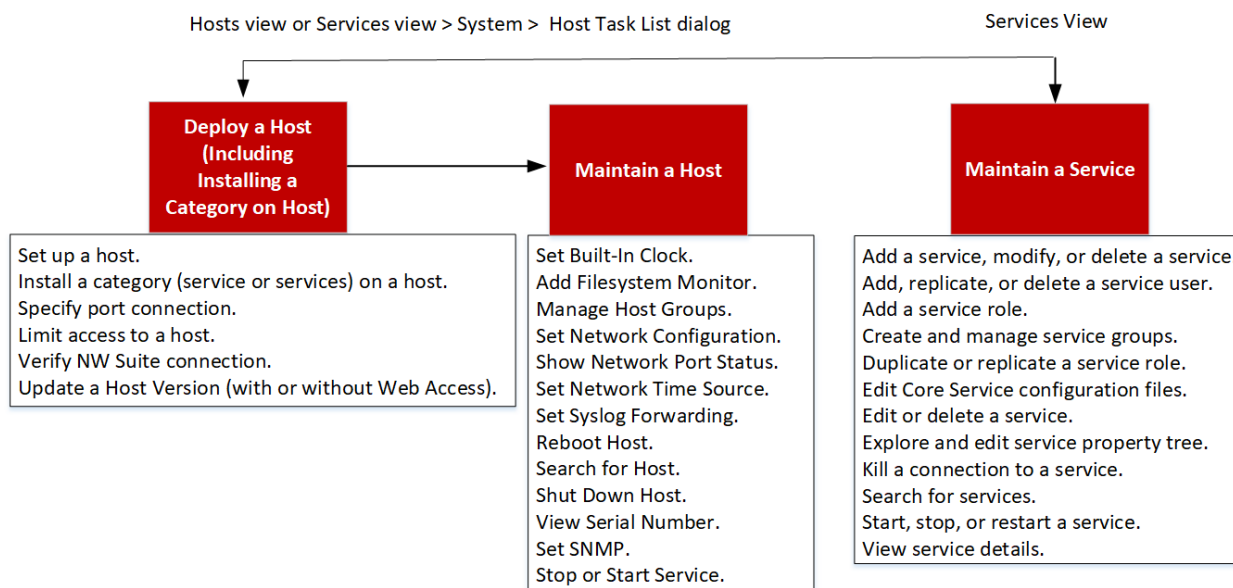 Hosts view or Services view > System > Host Task List dialog
Services View
Deploy a Host
(Including
Installing a
Category on Host)
Maintain a Host
Maintain a Service
Set up a host.
Install a category (service or services) on a host.
Specify port connection.
Limit access to a host.
Verify NW Suite connection.
Update a Host Version (with or without Web Access).
Set Built-In Clock.
Add Filesystem Monitor.
Manage Host Groups.
Set Network Configuration.
Show Network Port Status.
Set Network Time Source.
Set Syslog Forwarding.
Reboot Host.
Search for Host.
Shut Down Host.
View Serial Number.
Set SNMP.
Stop or Start Service.
Add a service, modify, or delete a service
Add, replicate, or delete a service user.
Add a service role.
Create and manage service groups.
Duplicate or replicate a service role.
Edit Core Service configuration files.
Edit or delete a service.
Explore and edit service property tree.
Kill a connection to a service.
Search for services.
Start, stop, or restart a service.
View service details.